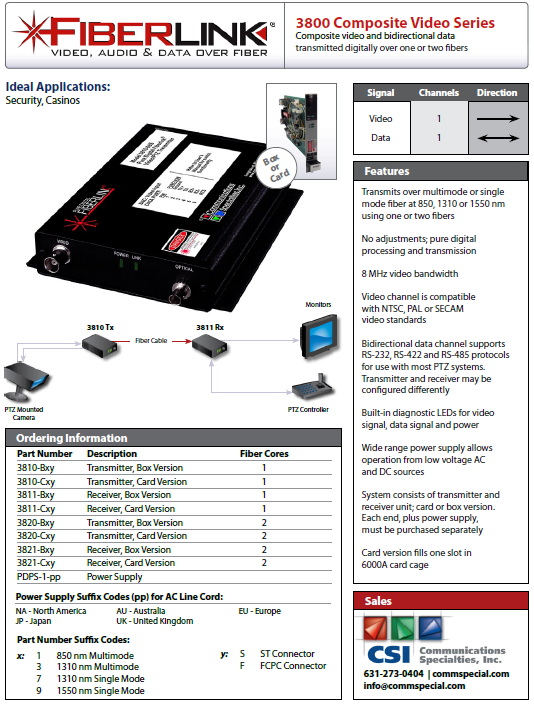 FIBERLINK®
VIDEO, AUDIO & DATA OVER FIBER
3800 Composite Video Series
Composite video and bidirectional data
transmitted digitally over one or two fibers
Ideal Applications:
Security, Casinos
Box
or
Card
FIBERLINK
VIDEO
POWER LINK
OPTICAL
Monitors
3810 Tx
3811 Rx
Fiber Cable
PTZ Mounted
Camera
PTZ Controller
Ordering Information
Part Number Description Fiber Cores
3810-Bxy Transmitter, Box Version 1
3810-Cxy Transmitter, Card Version 1
3811-Bxy Receiver, Box Version 1
3811-Cxy Receiver, Card Version 1
3820-Bxy Transmitter, Box Version 2
3820-Cxy Transmitter, Card Version 2
3821-Bxy Receiver, Box Version 2
3821-Cxy Receiver, Card Version 2
PDPS-1-pp Power Supply
Power Supply Suffix Codes (pp) for AC Line Cord:
NA - North America AU - Australia EU - Europe
JP - Japan UK - United Kingdom
Part Number Suffix Codes:
x: 1 850 nm Multimode y: S ST Connector
3 1310 nm Multimode F FCPC Connector
7 1310 nm Single Mode
9 1550 nm Single Mode
Signal Channels Direction
Video 1
Data 1
Features
Transmits over multimode or single
mode fiber at 850, 1310 or 1550 nm
using one or two fibers
No adjustments; pure digital
processing and transmission
8 MHz video bandwidth
Video channel is compatible
with NTSC, PAL or SECAM
video standards
Bidirectional data channel supports
RS-232, RS-422 and RS-485 protocols
for use with most PTZ systems.
Transmitter and receiver may be
configured differently
Built-in diagnostic LEDs for video
signal, data signal and power
Wide range power supply allows
operation from low voltage AC
and DC sources
System consists of transmitter and
receiver unit; card or box version.
Each end, plus power supply,
must be purchased separately
Card version fills one slot in
6000A card cage
Sales
CSI Communications
Specialties, Inc.
631-273-0404 | commspecial.com
info@commspecial.com